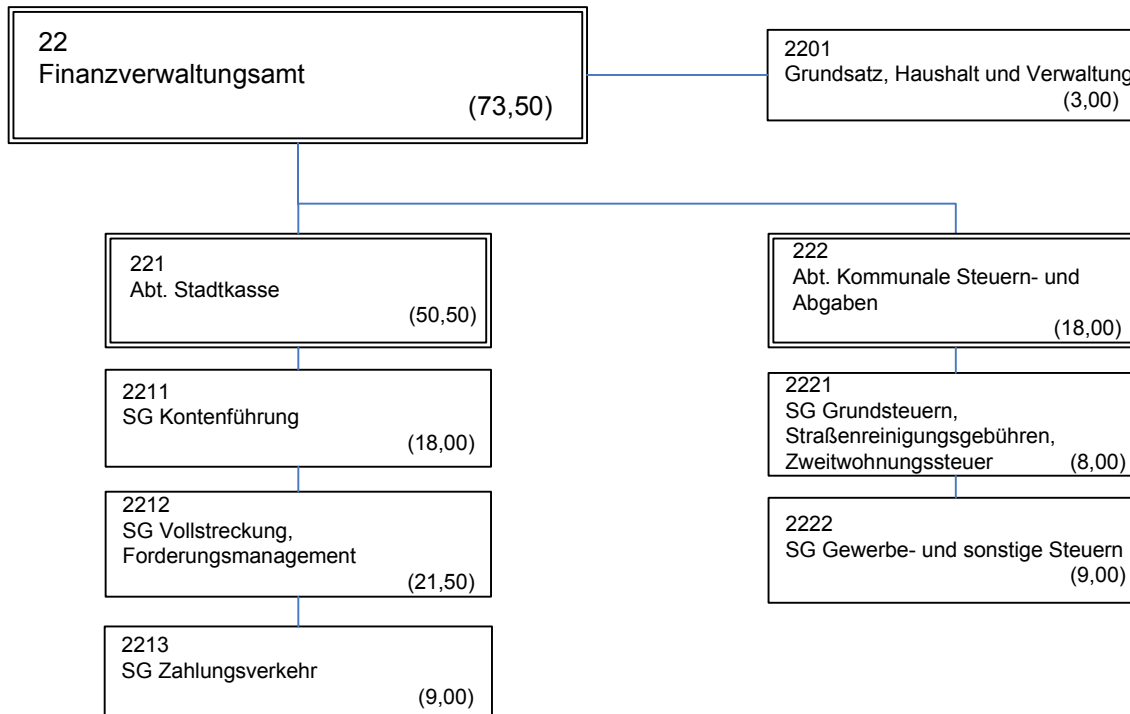 22
Finanzverwaltungsamt
(73,50)
2201
Grundsatz, Haushalt und Verwaltung
(3,00)
221
Abt. Stadtkasse
(50,50)
222
Abt. Kommunale Steuern- und
Abgaben
(18,00)
2211
SG Kontenführung
(18,00)
2212
SG Vollstreckung,
Forderungsmanagement
(21,50)
2213
SG Zahlungsverkehr
(9,00)
2221
SG Grundsteuern,
Straßenreinigungsgebühren,
Zweitwohnungssteuer (8,00)
2222
SG Gewerbe- und sonstige Steuern
(9,00)